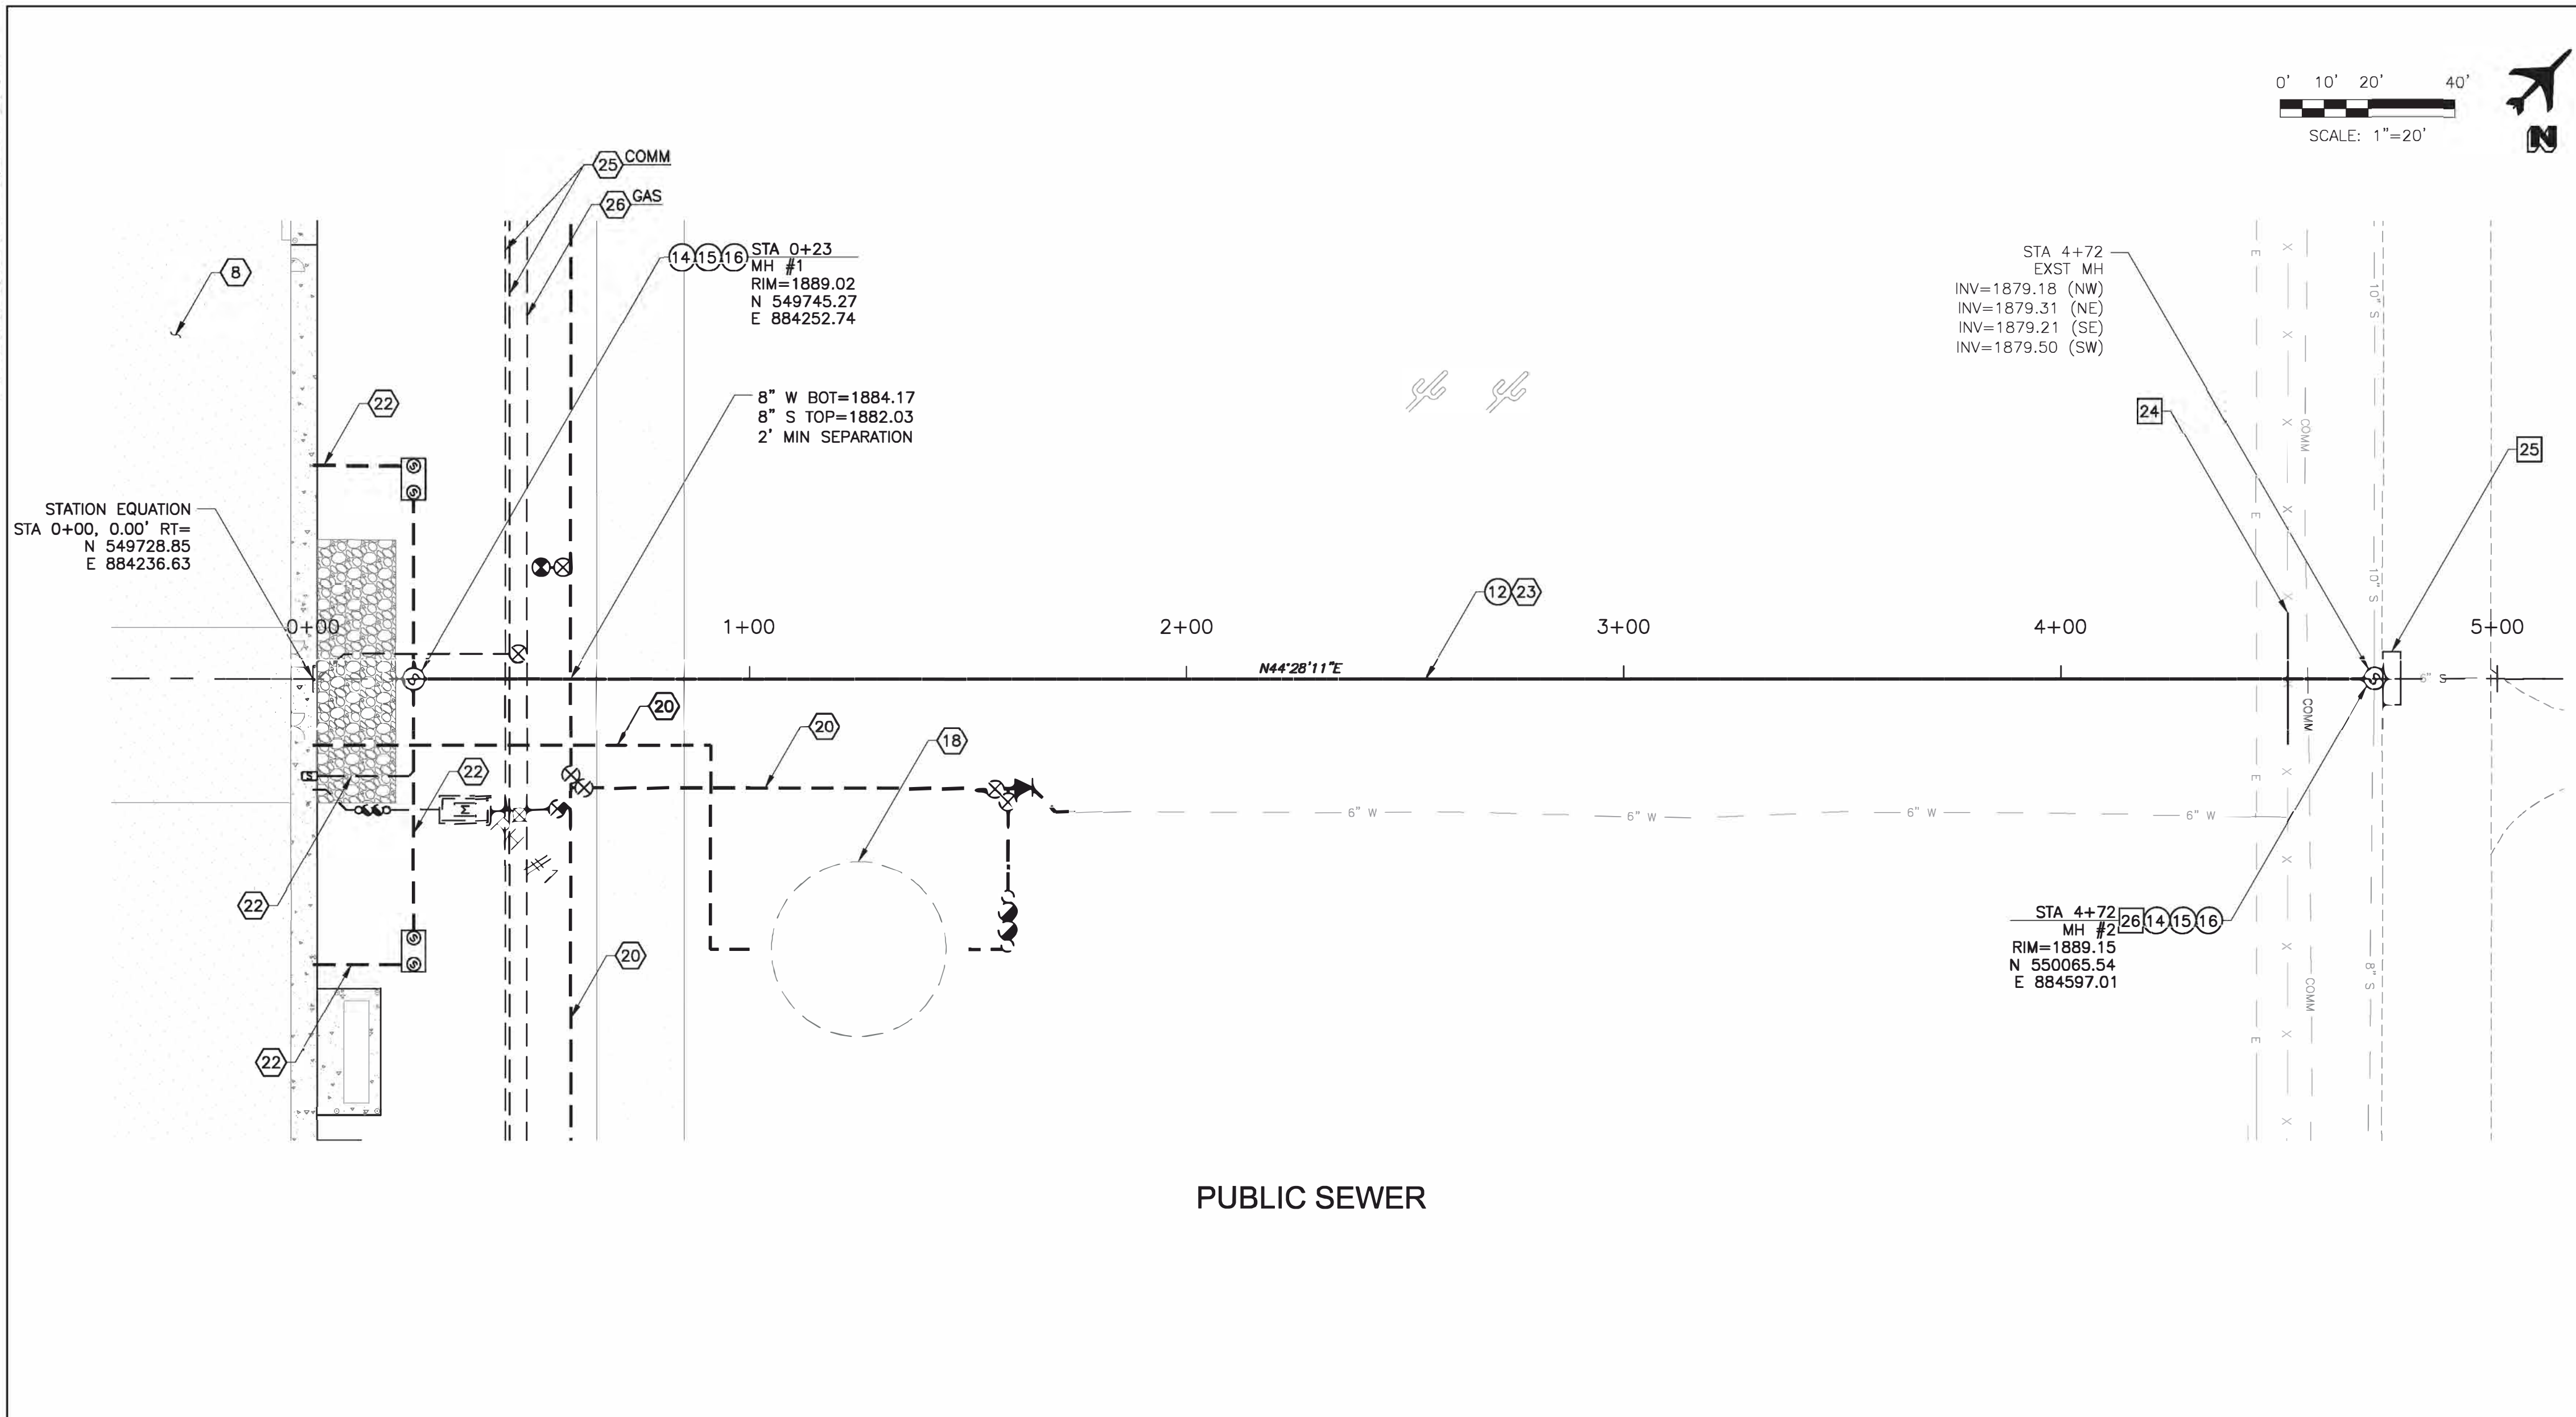 0' 10' 20' 40'
SCALE: 1"=20'
N
25 COMM
26 GAS
14 15 16 STA 0+23
MH #1
RIM=1889.02
N 549745.27
E 884252.74
8
STA 4+72
EXST MH
INV=1879.18 (NW)
INV=1879.31 (NE)
INV=1879.21 (SE)
INV=1879.50 (SW)
8" W BOT=1884.17
8" S TOP=1882.03
2' MIN SEPARATION
22
24
25
STATION EQUATION
STA 0+00, 0.00' RT=
N 549728.85
E 884236.63
12 23
0+00 1+00 2+00 3+00 4+00 5+00
N44°28'11"E
S
S
S
S
S
S
S
6" S
20
20
18
22
6" W 6" W 6" W 6" W
#1
22
20
22
STA 4+72 26 14 15 16
MH #2
RIM=1889.15
N 550065.54
E 884597.01
E
E
E
E
X
X
X
X
X
X
X
X
X
COMM
COMM
COMM
10" S
10" S
8" S
PUBLIC SEWER